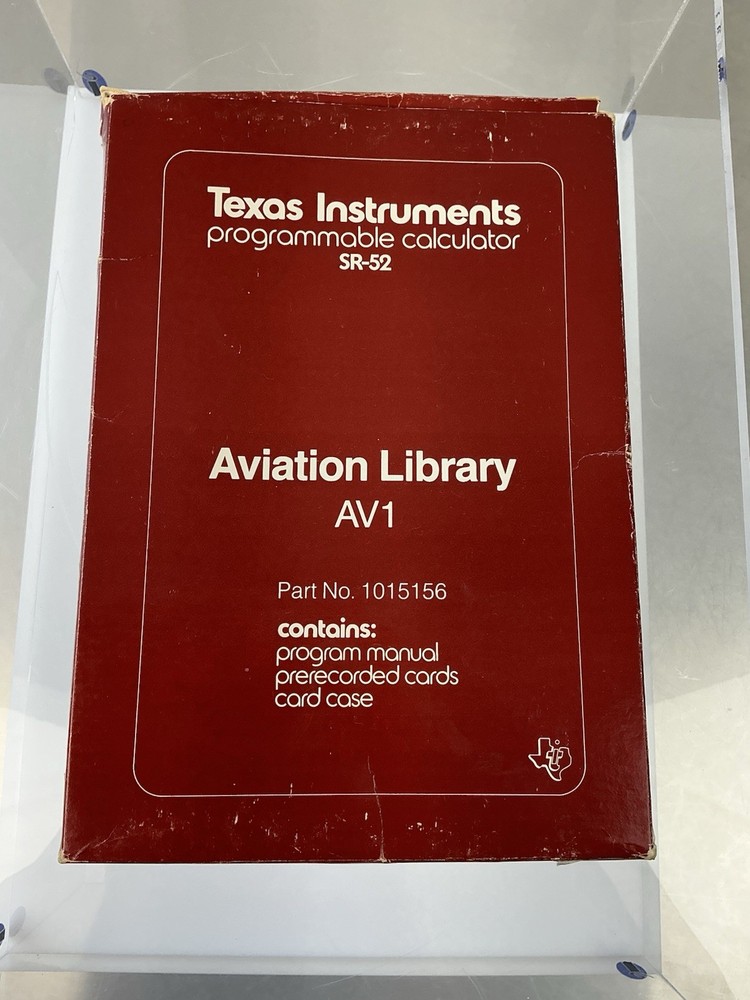 Texas Instruments
programmable calculator
SR-52
Aviation Library
AV1
Part No. 1015156
contains:
program manual
prerecorded cards
card case